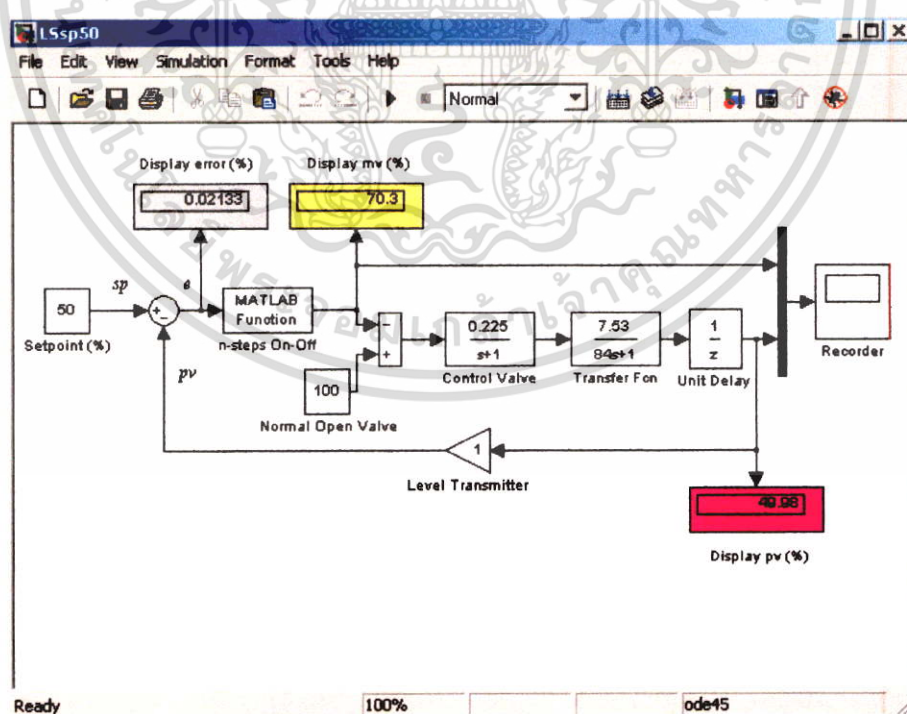 LSsp50
File Edit View Simulation Format Tools Help
Normal
Display error (%)
0.02133
Display mv (%)
70.3
sp
e
50
Setpoint (%)
MATLAB
Function
n-steps On-Off
pv
100
Normal Open Valve
0.225
s+1
Control Valve
7.53
84s+1
Transfer Fcn
1
z
Unit Delay
Recorder
1
Level Transmitter
49.98
Display pv (%)
Ready 100% ode45